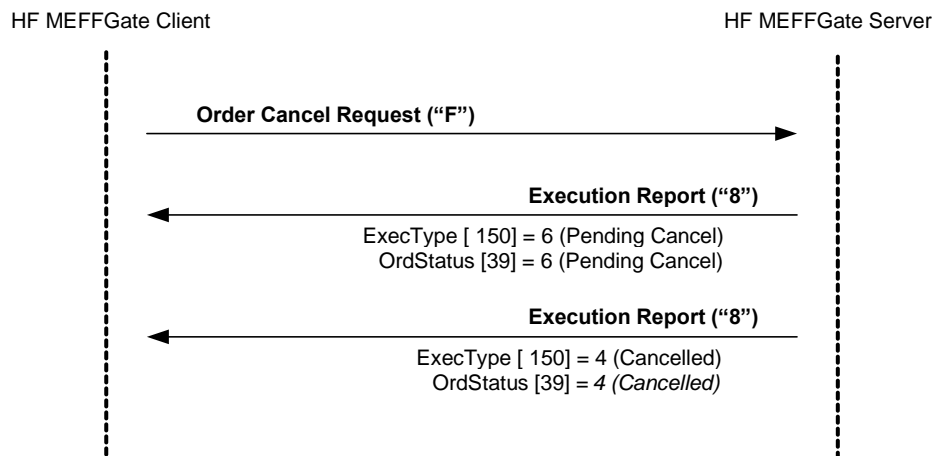 HF MEFFGate Client
HF MEFFGate Server
Order Cancel Request (“F”)
Execution Report (“8”)
ExecType [ 150] = 6 (Pending Cancel)
OrdStatus [39] = 6 (Pending Cancel)
Execution Report (“8”)
ExecType [ 150] = 4 (Cancelled)
OrdStatus [39] = 4 (Cancelled)